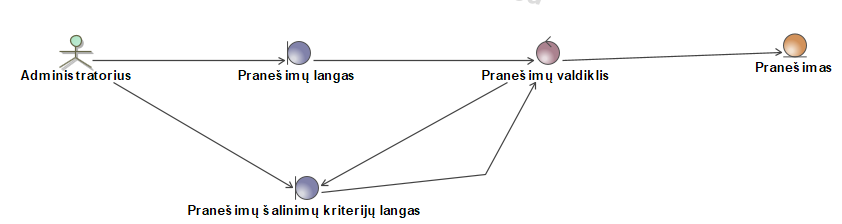 Administratorius
Pranešimų langas
Pranešimų valdiklis
Pranešimas
Pranešimų šalinimų kriterijų langas